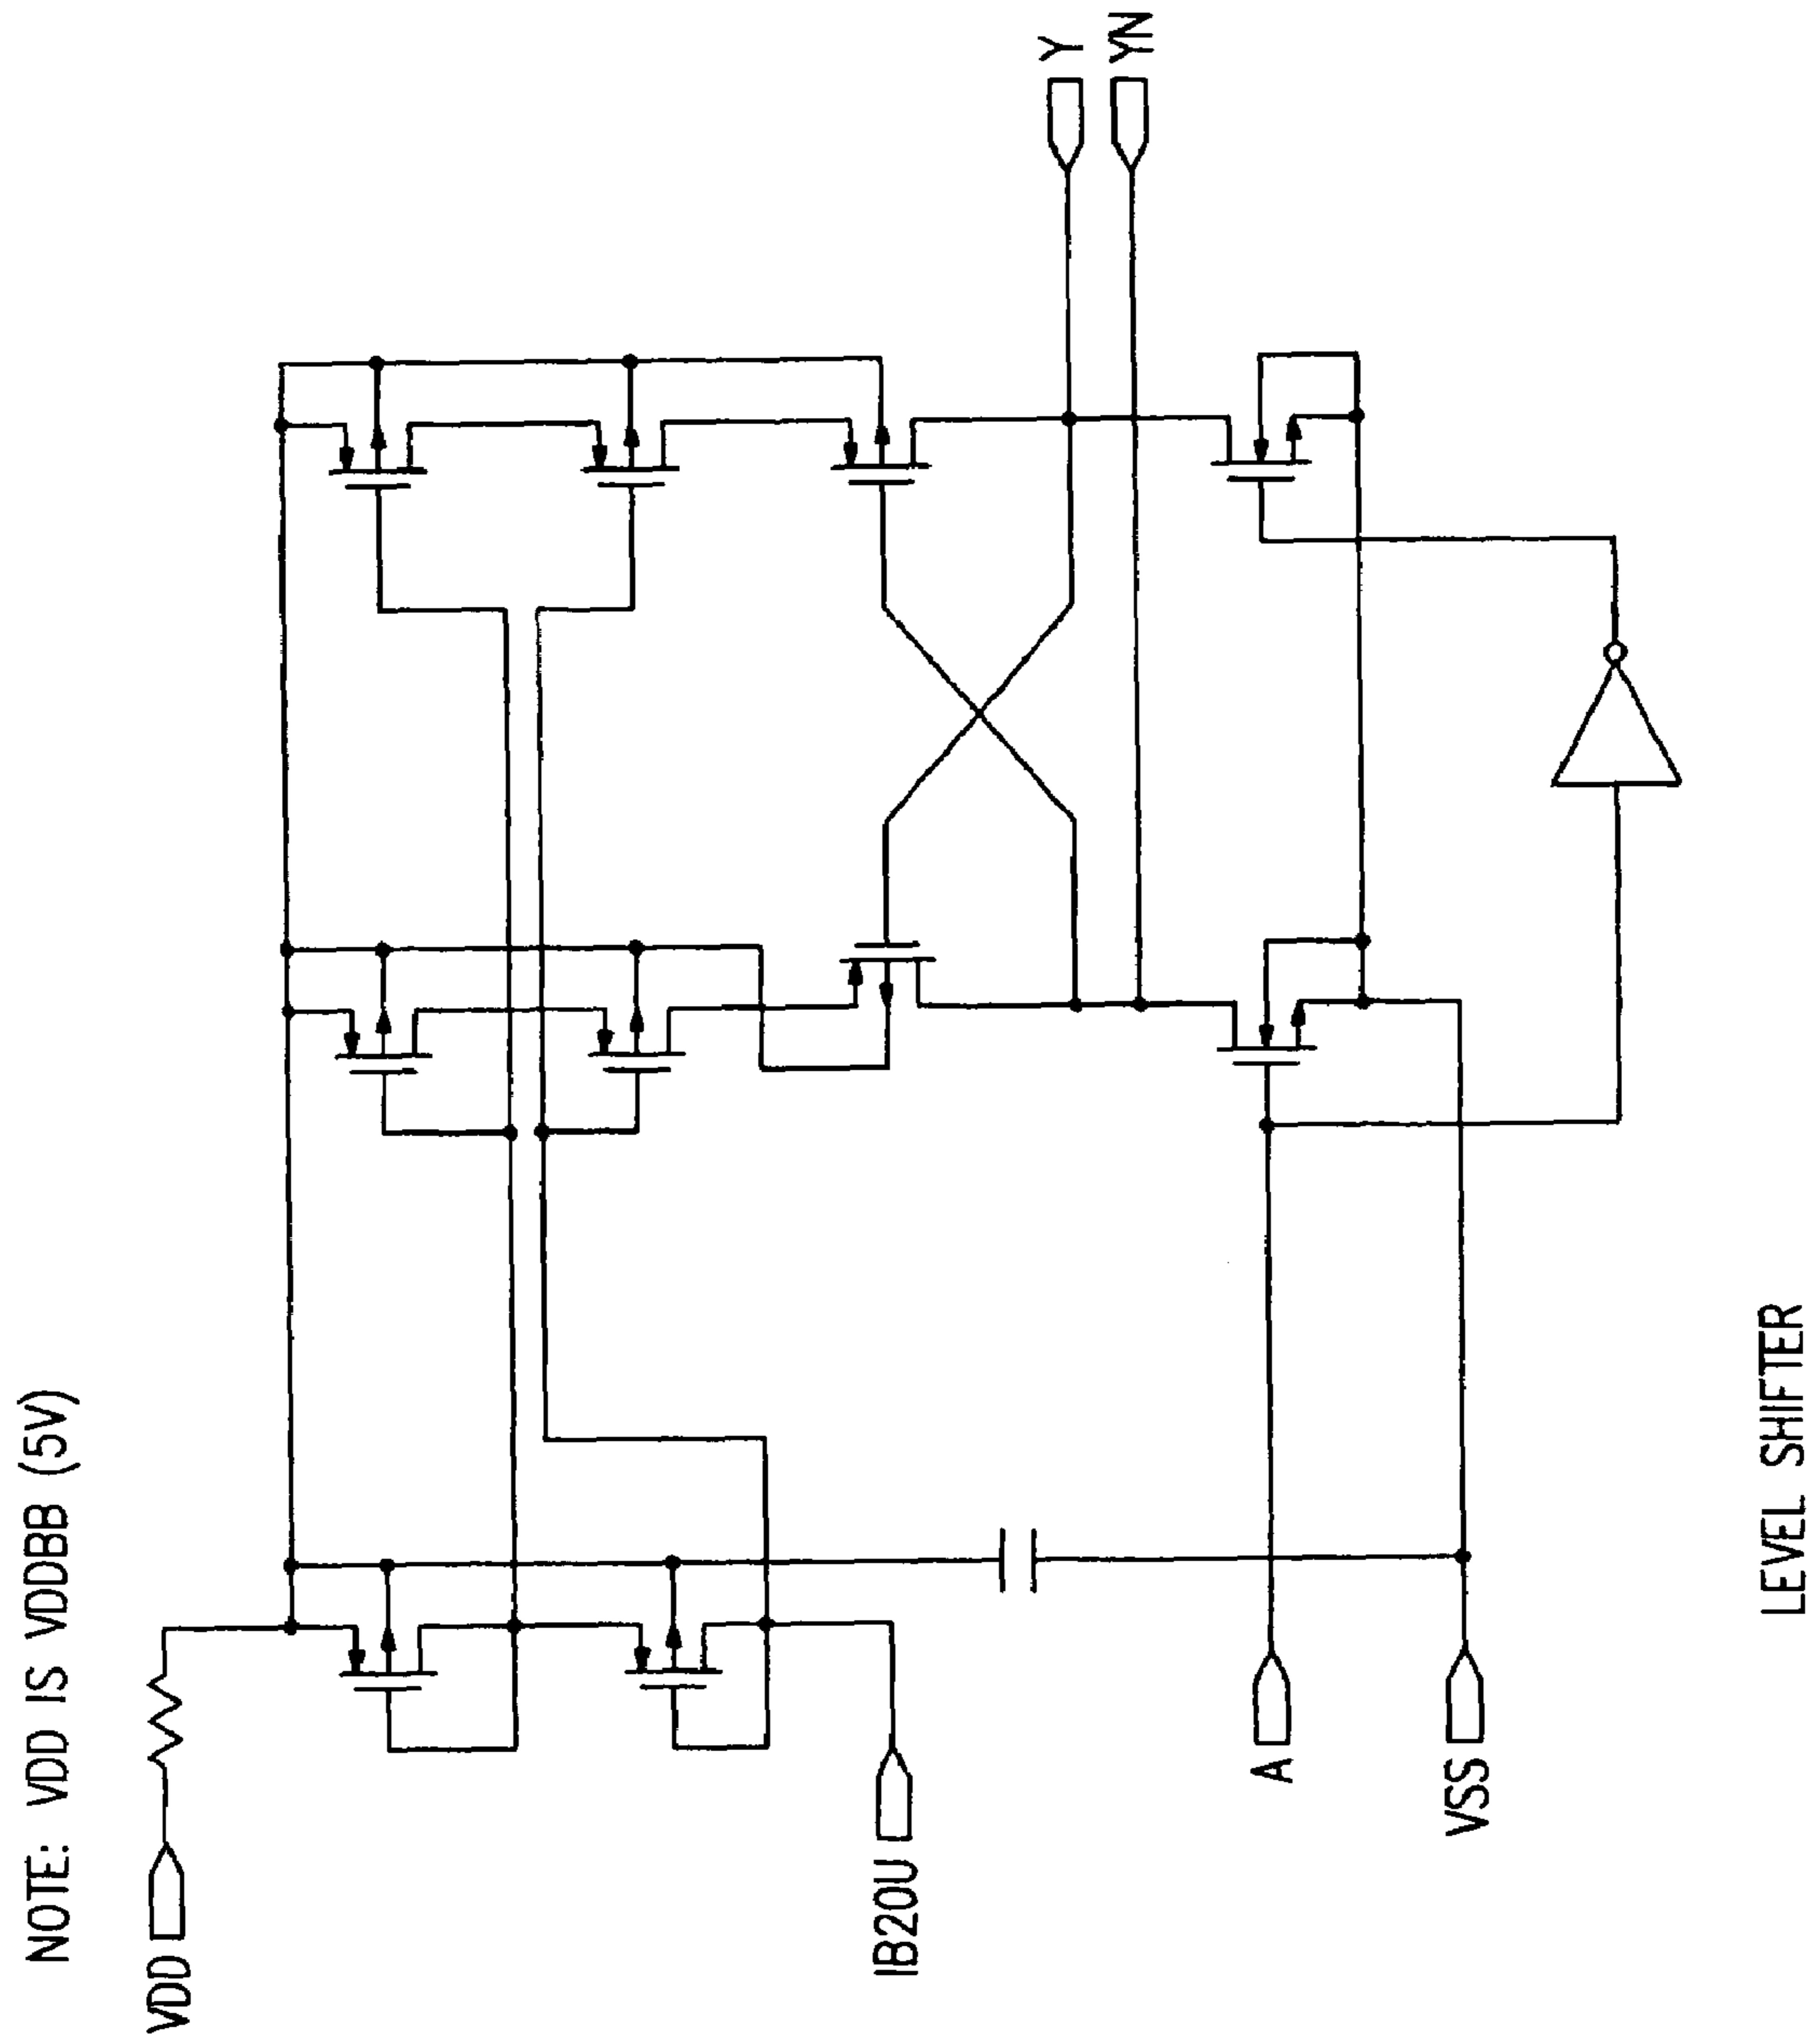 NOTE: VDD IS VDDBB (5V)
VDD
IB20U
A
VSS
Y
YN
LEVEL SHIFTER